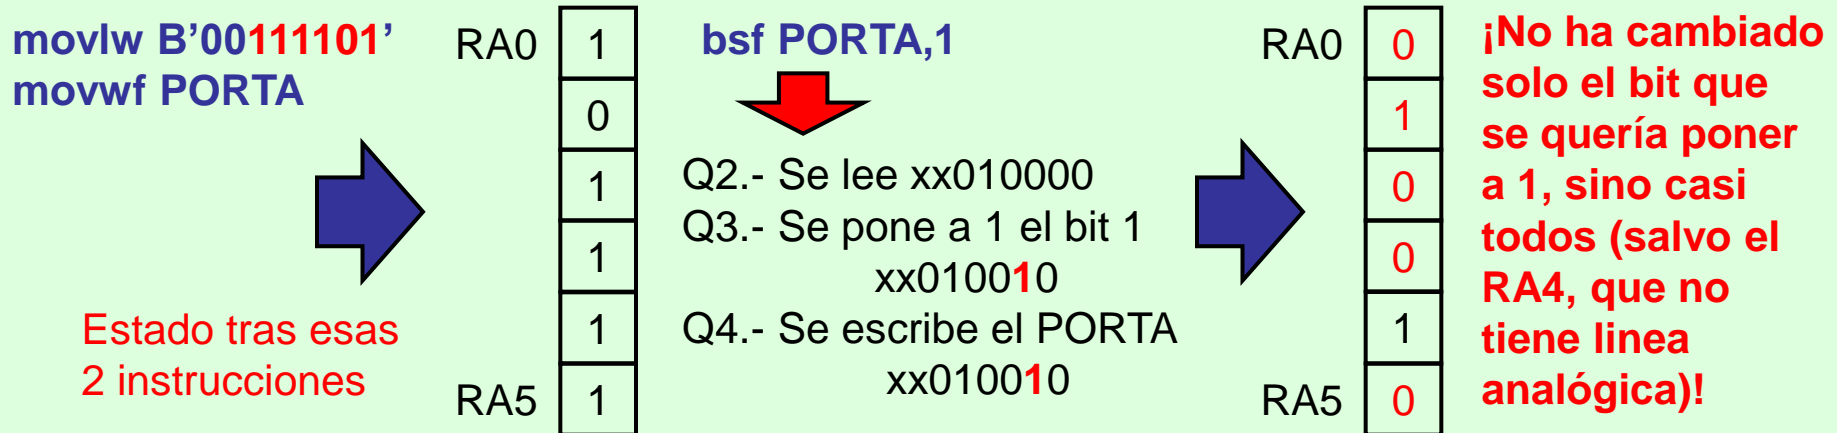 movlw B’00111101’
movwf PORTA
Estado tras esas
2 instrucciones
RA0
1
0
1
1
1
RA5
1
bsf PORTA,1
Q2.- Se lee xx010000
Q3.- Se pone a 1 el bit 1
xx010010
Q4.- Se escribe el PORTA
xx010010
RA0
0
1
0
0
1
RA5
0
¡No ha cambiado
solo el bit que
se quería poner
a 1, sino casi
todos (salvo el
RA4, que no
tiene linea
analógica)!